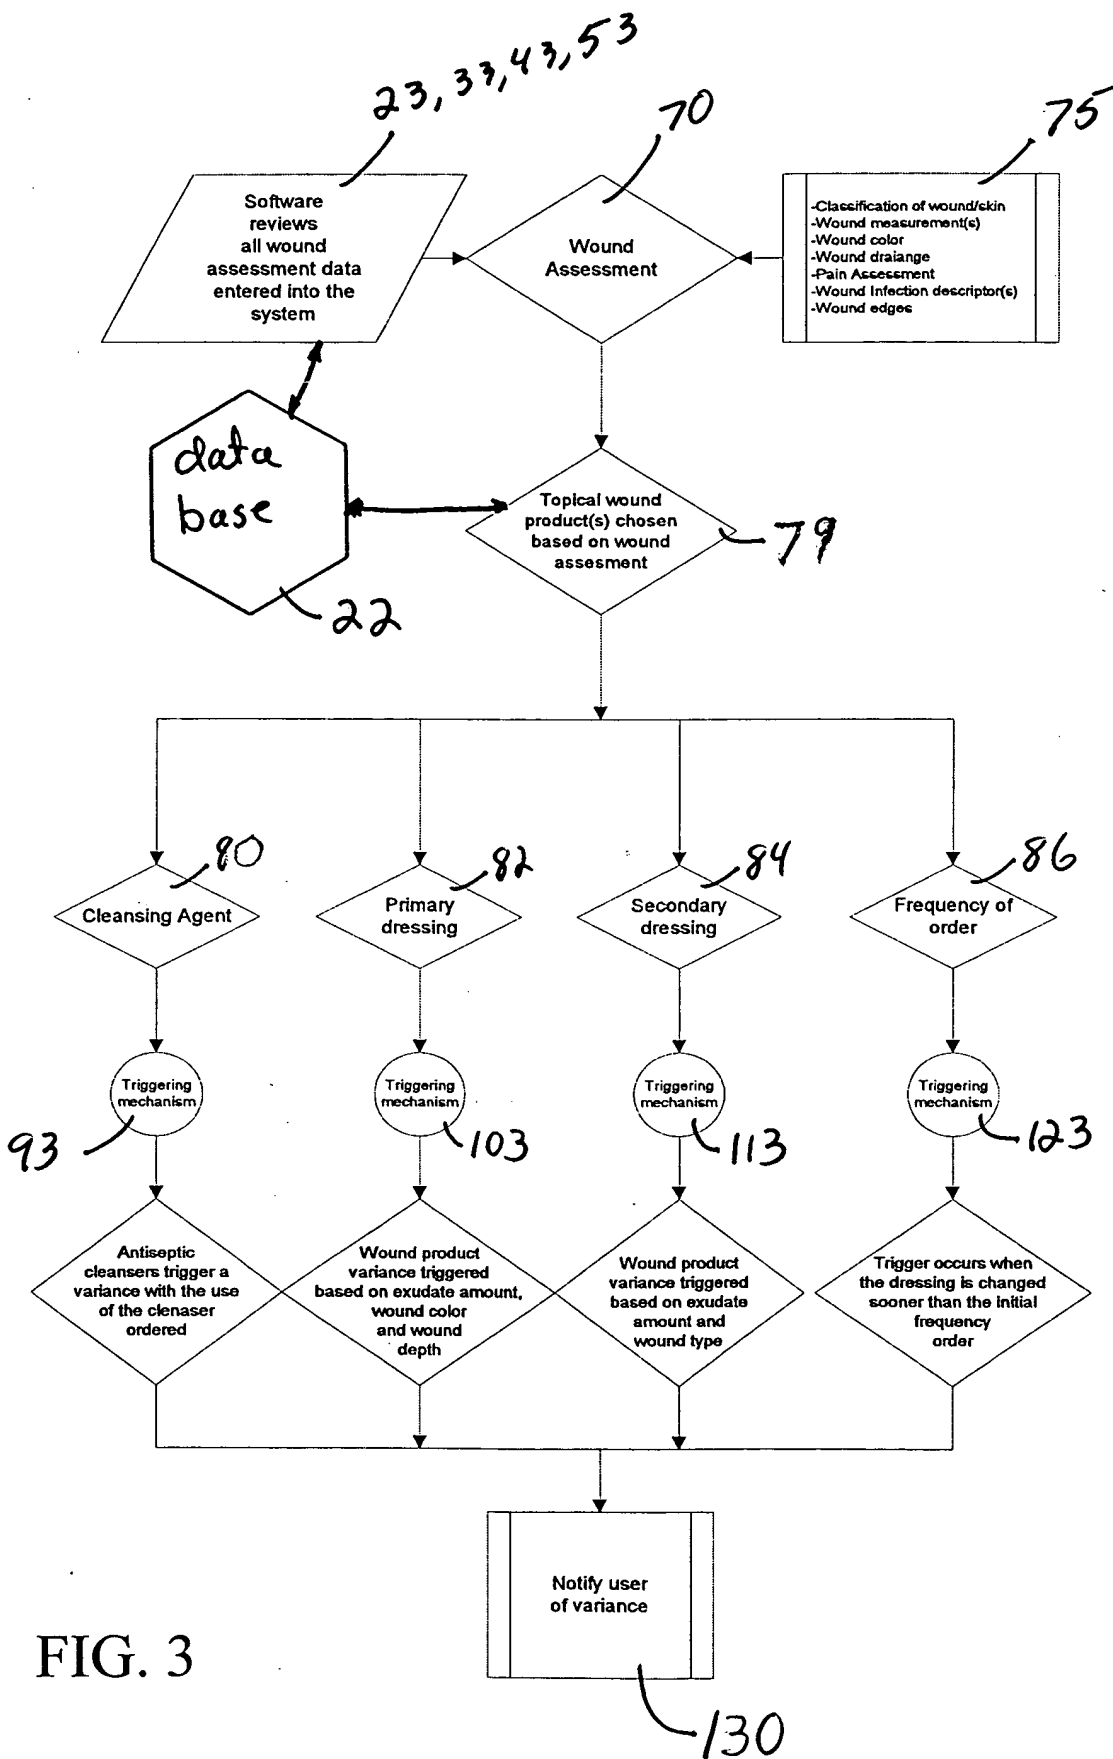 23, 33, 43, 53
70
75
Software
reviews
all wound
assessment data
entered into the
system
Wound
Assessment
-Classification of wound/skin
-Wound measurement(s)
-Wound color
-Wound draiange
-Pain Assessment
-Wound Infection descriptor(s)
-Wound edges
data
base
22
Topical wound
product(s) chosen
based on wound
assesment
79
80
82
84
86
Cleansing Agent
Primary
dressing
Secondary
dressing
Frequency of
order
Triggering
mechanism
Triggering
mechanism
Triggering
mechanism
Triggering
mechanism
93
103
113
123
Antiseptic
cleansers trigger a
variance with the use
of the clenaser
ordered
Wound product
variance triggered
based on exudate amount,
wound color
and wound
depth
Wound product
variance triggered
based on exudate
amount and
wound type
Trigger occurs when
the dressing is changed
sooner than the initial
frequency
order
Notify user
of variance
130
FIG. 3